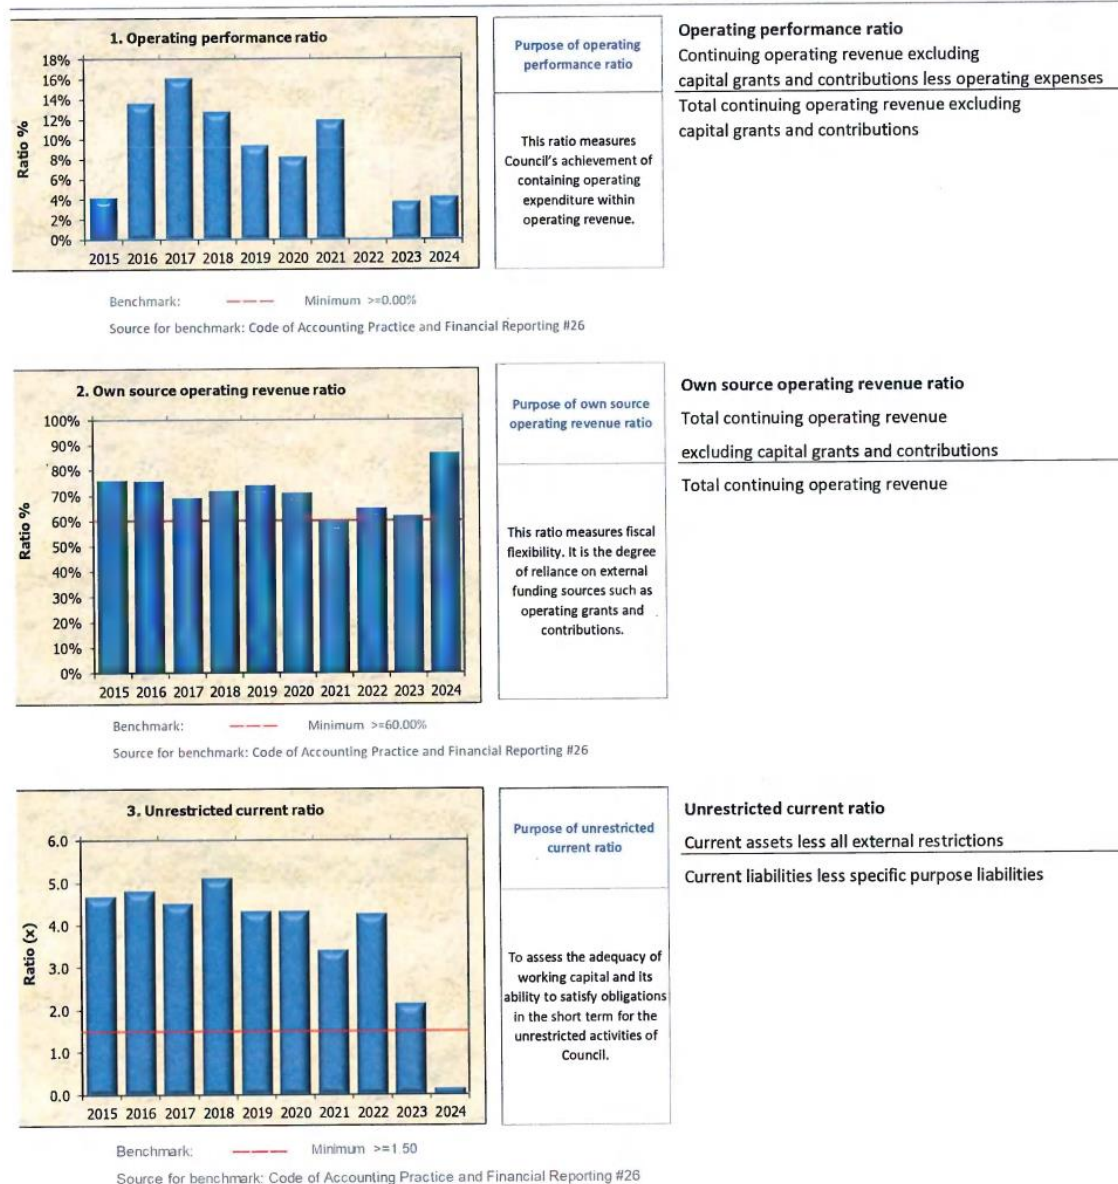 1. Operating performance ratio
18%
16%
14%
12%
10%
8%
6%
4%
2%
0%
Ratio %
2015 2016 2017 2018 2019 2020 2021 2022 2023 2024
Benchmark: Minimum >=0.00%
Source for benchmark: Code of Accounting Practice and Financial Reporting #26
Purpose of operating
performance ratio
This ratio measures
Council's achievement of
containing operating
expenditure within
operating revenue.
Operating performance ratio
Continuing operating revenue excluding
capital grants and contributions less operating expenses
Total continuing operating revenue excluding
capital grants and contributions
2. Own source operating revenue ratio
100%
90%
80%
70%
60%
50%
40%
30%
20%
10%
0%
Ratio %
2015 2016 2017 2018 2019 2020 2021 2022 2023 2024
Benchmark: Minimum >=60.00%
Source for benchmark: Code of Accounting Practice and Financial Reporting #26
Purpose of own source
operating revenue ratio
This ratio measures fiscal
flexibility. It is the degree
of reliance on external
funding sources such as
operating grants and
contributions.
Own source operating revenue ratio
Total continuing operating revenue
excluding capital grants and contributions
Total continuing operating revenue
3. Unrestricted current ratio
6.0
5.0
4.0
3.0
2.0
1.0
0.0
Ratio (x)
2015 2016 2017 2018 2019 2020 2021 2022 2023 2024
Benchmark: Minimum >=1.50
Source for benchmark: Code of Accounting Practice and Financial Reporting #26
Purpose of unrestricted
current ratio
To assess the adequacy of
working capital and its
ability to satisfy obligations
in the short term for the
unrestricted activities of
Council.
Unrestricted current ratio
Current assets less all external restrictions
Current liabilities less specific purpose liabilities